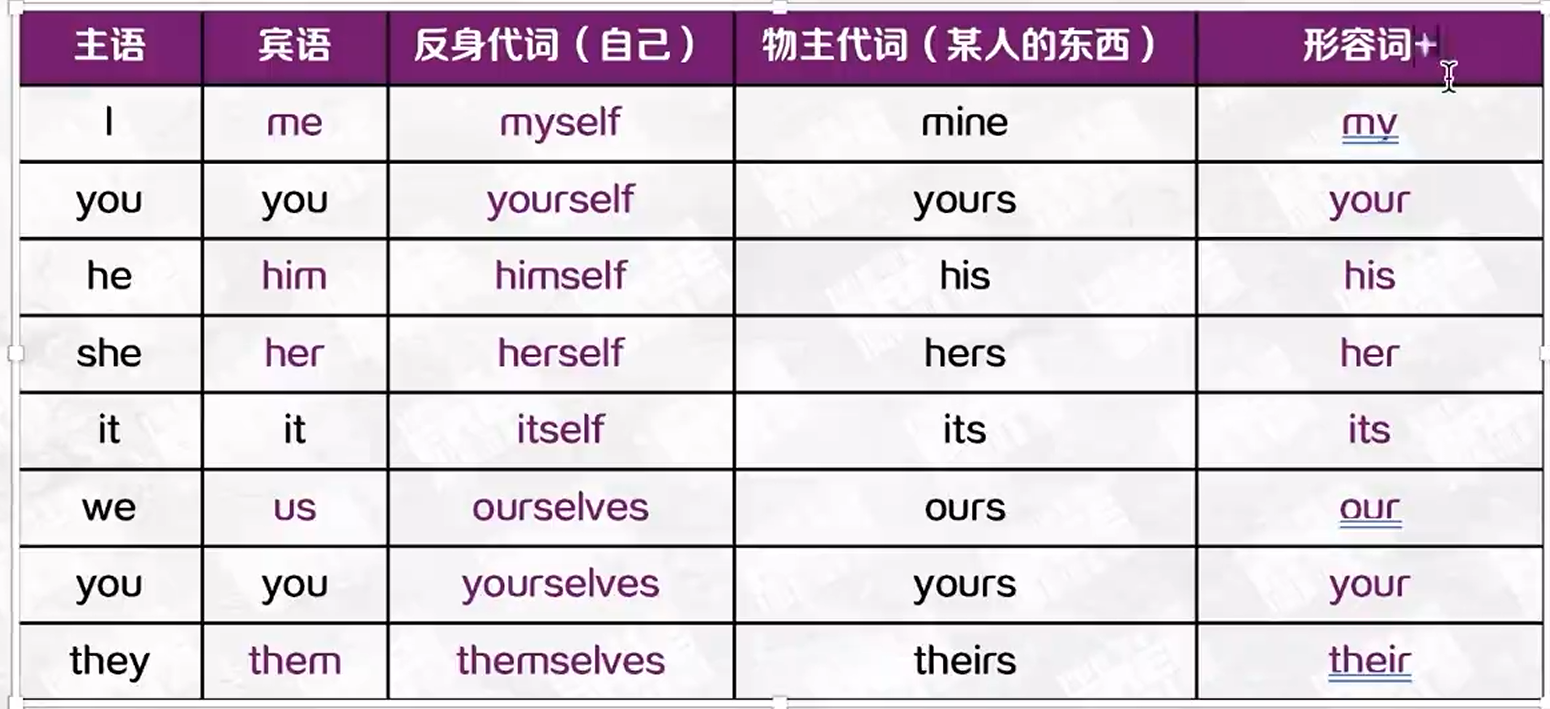 主语 宾语 反身代词（自己） 物主代词（某人的东西） 形容词+
I me myself mine my
you you yourself yours your
he him himself his his
she her herself hers her
it it itself its its
we us ourselves ours our
you you yourselves yours your
they them themselves theirs their